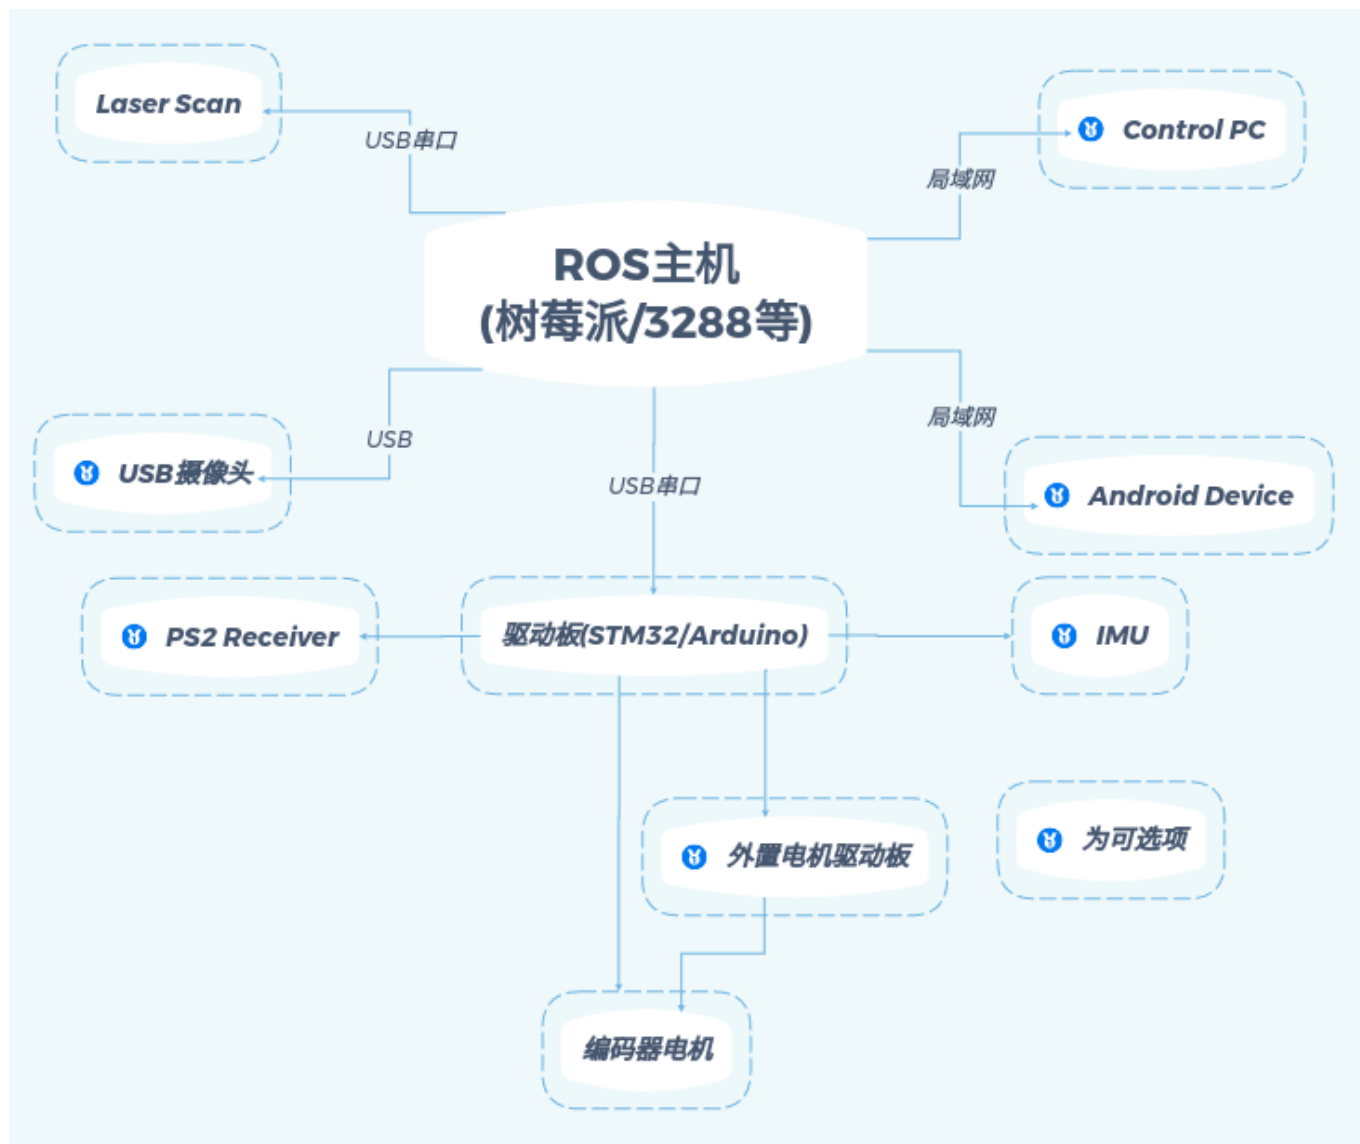 Laser Scan
USB串口
Control PC
局域网
ROS主机
(树莓派/3288等)
USB
局域网
USB摄像头
USB串口
Android Device
PS2 Receiver
驱动板(STM32/Arduino)
IMU
外置电机驱动板
为可选项
编码器电机